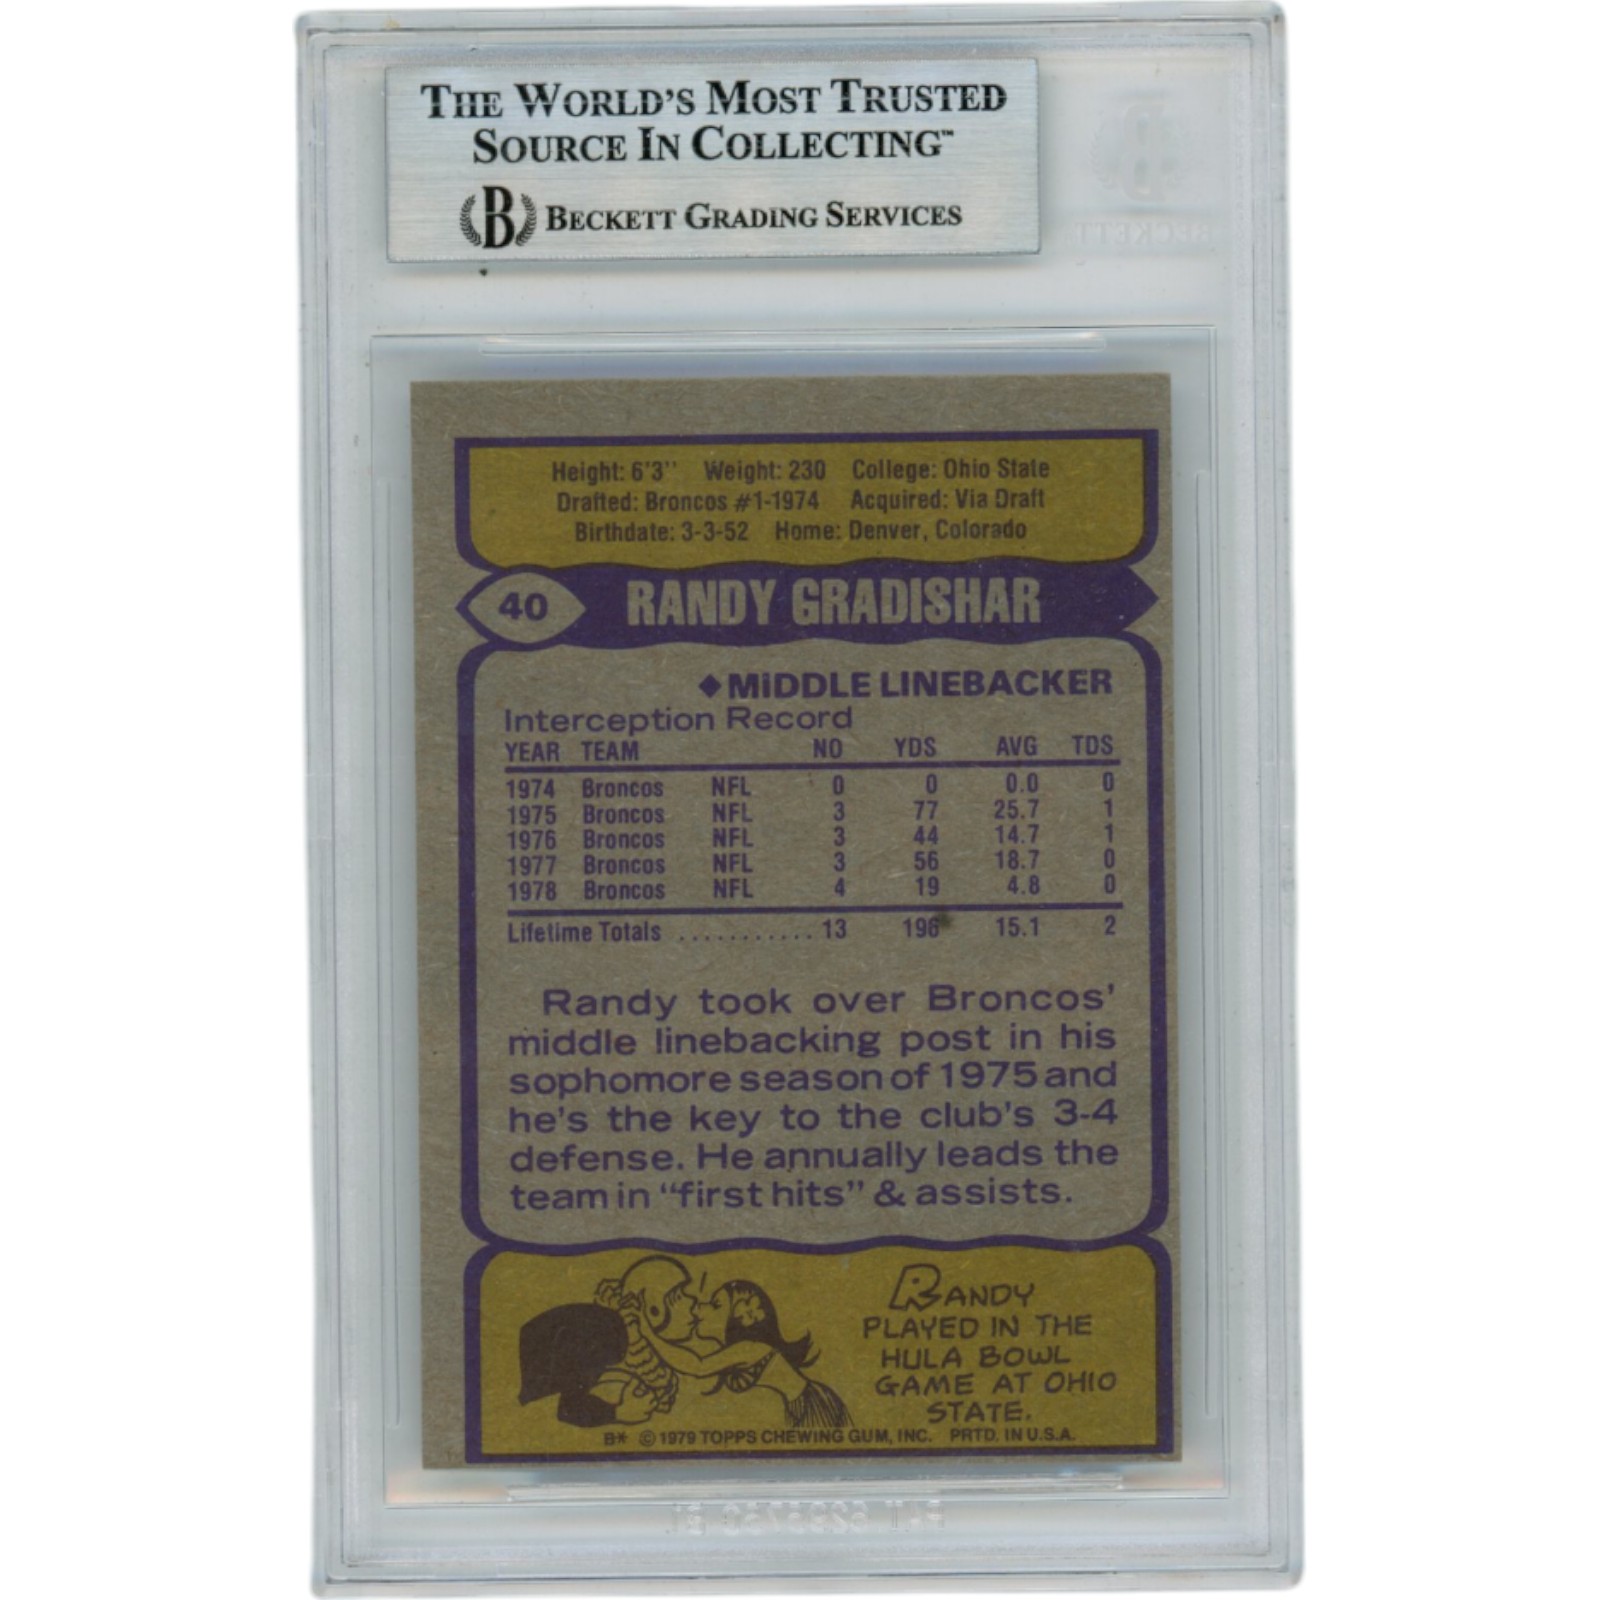 THE WORLD'S MOST TRUSTED
SOURCE IN COLLECTING™
B BECKETT GRADING SERVICES
BECKETT
Height: 6'3'' Weight: 230 College: Ohio State
Drafted: Broncos #1-1974 Acquired: Via Draft
Birthdate: 3-3-52 Home: Denver, Colorado
40 RANDY GRADISHAR
◆MIDDLE LINEBACKER
Interception Record
YEAR TEAM NO YDS AVG TDS
1974 Broncos NFL 0 0 0.0 0
1975 Broncos NFL 3 77 25.7 1
1976 Broncos NFL 3 44 14.7 1
1977 Broncos NFL 3 56 18.7 0
1978 Broncos NFL 4 19 4.8 0
Lifetime Totals ........... 13 196 15.1 2
Randy took over Broncos'
middle linebacking post in his
sophomore season of 1975 and
he's the key to the club's 3-4
defense. He annually leads the
team in "first hits" & assists.
RANDY
PLAYED IN THE
HULA BOWL
GAME AT OHIO
STATE.
B* © 1979 TOPPS CHEWING GUM, INC. PRTD. IN U.S.A.